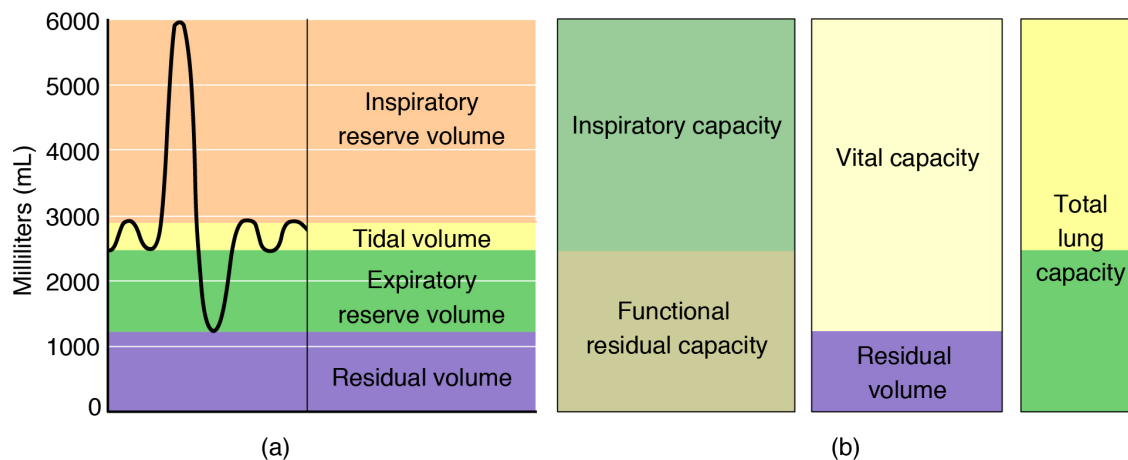 Milliliters (mL)
6000
5000
4000
3000
2000
1000
0
Inspiratory
reserve volume
Tidal volume
Expiratory
reserve volume
Residual volume
(a)
Inspiratory capacity
Functional
residual capacity
Vital capacity
Residual
volume
Total
lung
capacity
(b)